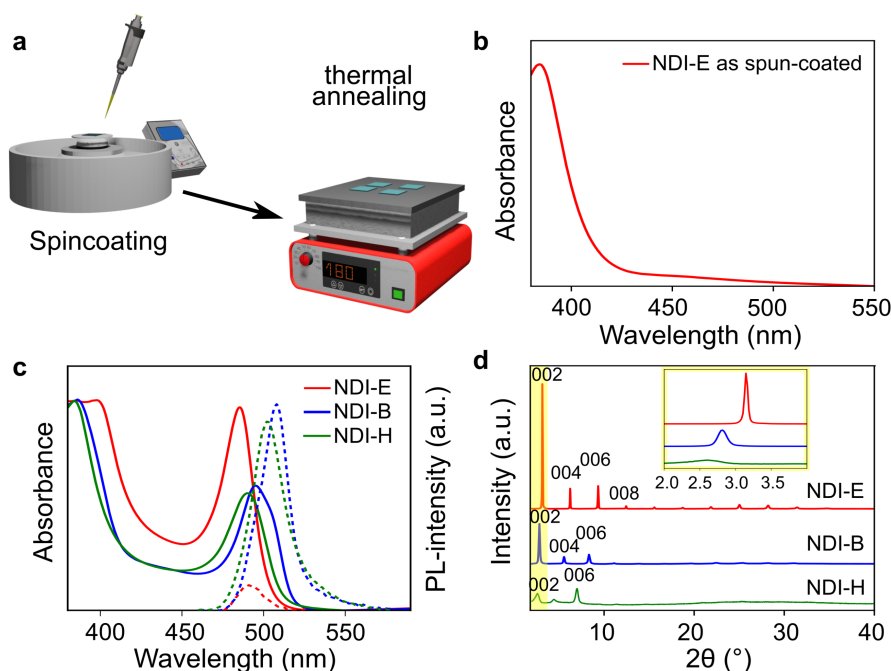 a
thermal
annealing
Spincoating
180
b
NDI-E as spun-coated
Absorbance
400
450
500
550
Wavelength (nm)
c
NDI-E
NDI-B
NDI-H
Absorbance
PL-intensity (a.u.)
400
450
500
550
Wavelength (nm)
d
002
004
006
008
NDI-E
002
004
006
NDI-B
002
006
NDI-H
2.0
2.5
3.0
3.5
Intensity (a.u.)
10
20
30
40
2θ (°)